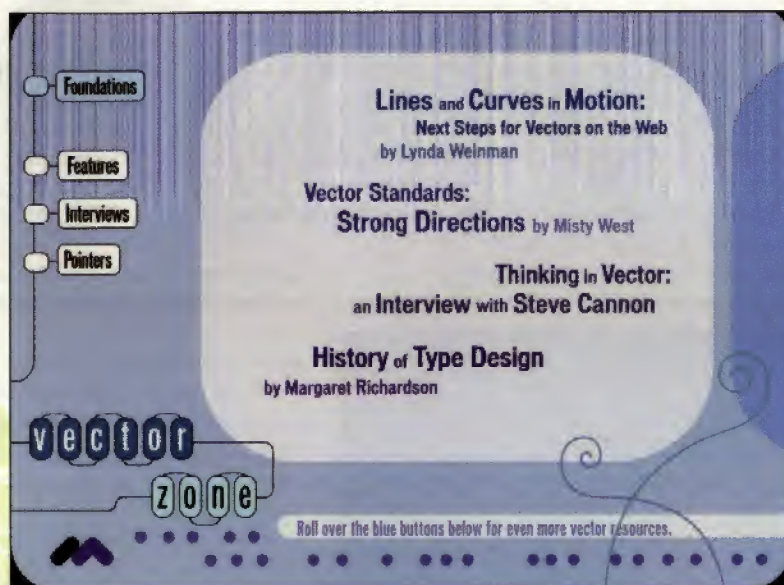 Foundations
Features
Interviews
Pointers
Lines and Curves in Motion:
Next Steps for Vectors on the Web
by Lynda Weinman
Vector Standards:
Strong Directions by Misty West
Thinking in Vector:
an Interview with Steve Cannon
History of Type Design
by Margaret Richardson
vector
zone
Roll over the blue buttons below for even more vector resources.